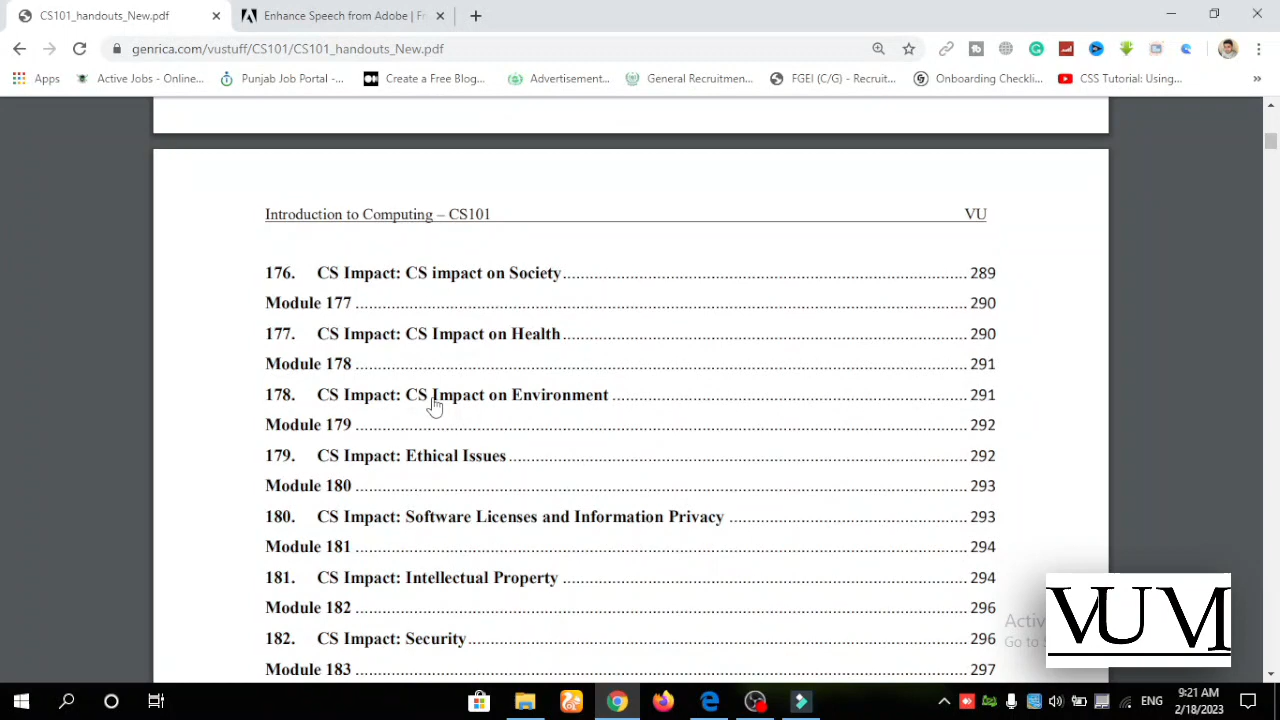 CS101_handouts_New.pdf
Enhance Speech from Adobe | Fr
genrica.com/vustuff/CS101/CS101_handouts_New.pdf
Apps
Active Jobs - Online...
Punjab Job Portal -...
Create a Free Blog...
Advertisement...
General Recruitmen...
FGEI (C/G) - Recruit...
Onboarding Checkli...
CSS Tutorial: Using...
»
Introduction to Computing – CS101 VU
176. CS Impact: CS impact on Society 289
Module 177 290
177. CS Impact: CS Impact on Health 290
Module 178 291
178. CS Impact: CS Impact on Environment 291
Module 179 292
179. CS Impact: Ethical Issues 292
Module 180 293
180. CS Impact: Software Licenses and Information Privacy 293
Module 181 294
181. CS Impact: Intellectual Property 294
Module 182 296
182. CS Impact: Security 296
Module 183 297
Activ
Go to S
VUM
ENG
9:21 AM
2/18/2023